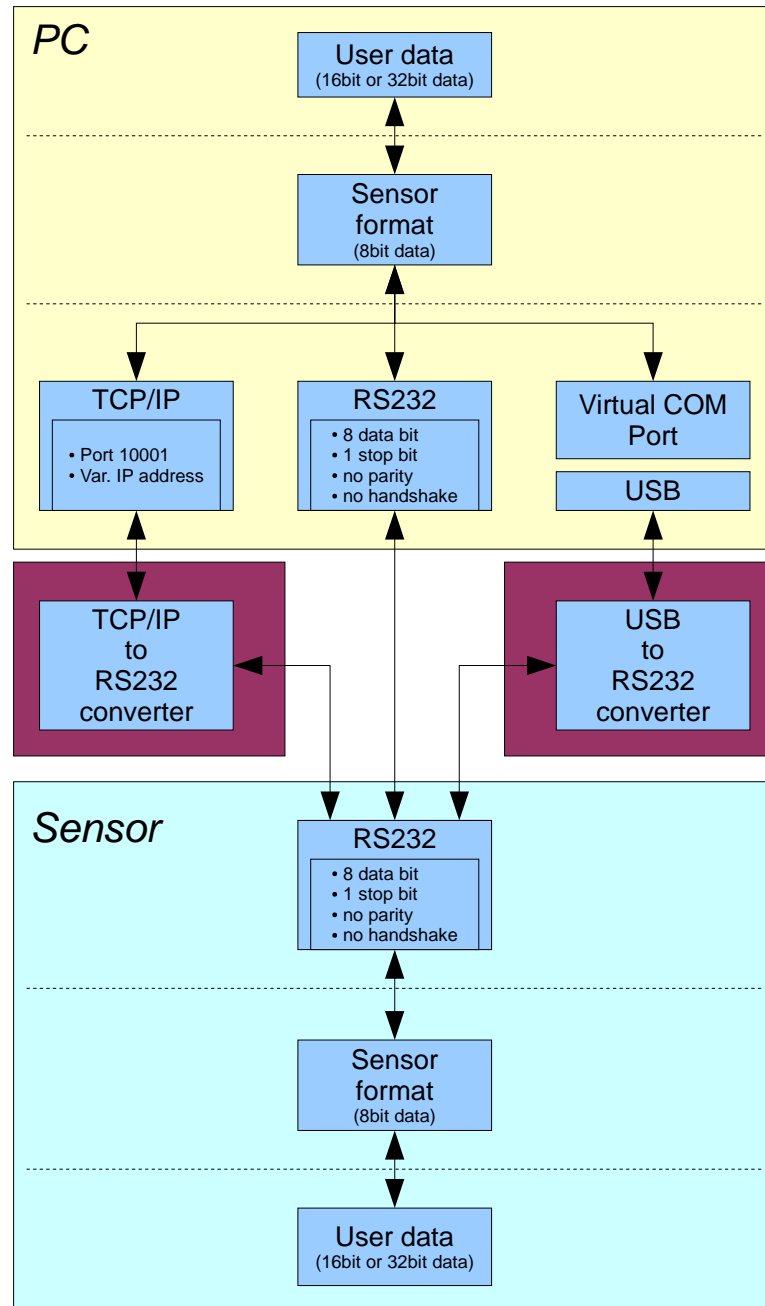 PC
User data
(16bit or 32bit data)
Sensor
format
(8bit data)
TCP/IP
• Port 10001
• Var. IP address
RS232
• 8 data bit
• 1 stop bit
• no parity
• no handshake
Virtual COM
Port
USB
TCP/IP
to
RS232
converter
USB
to
RS232
converter
Sensor
RS232
• 8 data bit
• 1 stop bit
• no parity
• no handshake
Sensor
format
(8bit data)
User data
(16bit or 32bit data)